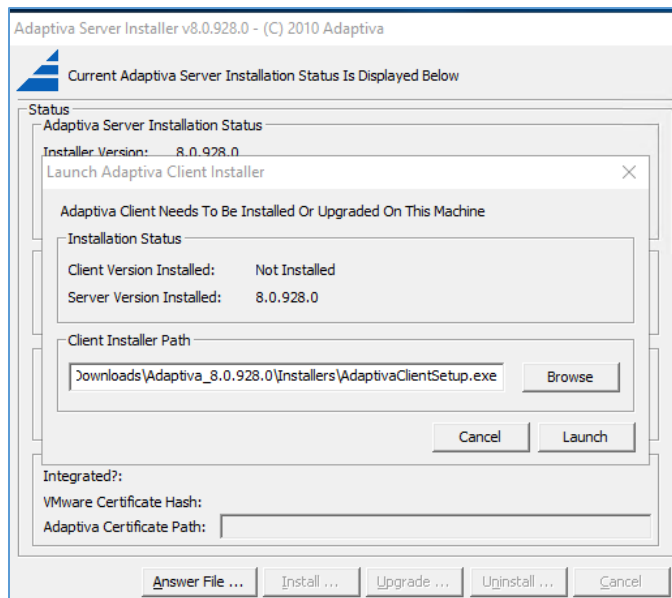 Adaptiva Server Installer v8.0.928.0 - (C) 2010 Adaptiva
Current Adaptiva Server Installation Status Is Displayed Below
Status
Adaptiva Server Installation Status
Installer Version: 8.0.928.0
Launch Adaptiva Client Installer
Adaptiva Client Needs To Be Installed Or Upgraded On This Machine
Installation Status
Client Version Installed: Not Installed
Server Version Installed: 8.0.928.0
Client Installer Path
Downloads\Adaptiva_8.0.928.0\Installers\AdaptivaClientSetup.exe Browse
Cancel Launch
Integrated?:
VMware Certificate Hash:
Adaptiva Certificate Path:
Answer File ... Install ... Upgrade ... Uninstall ... Cancel